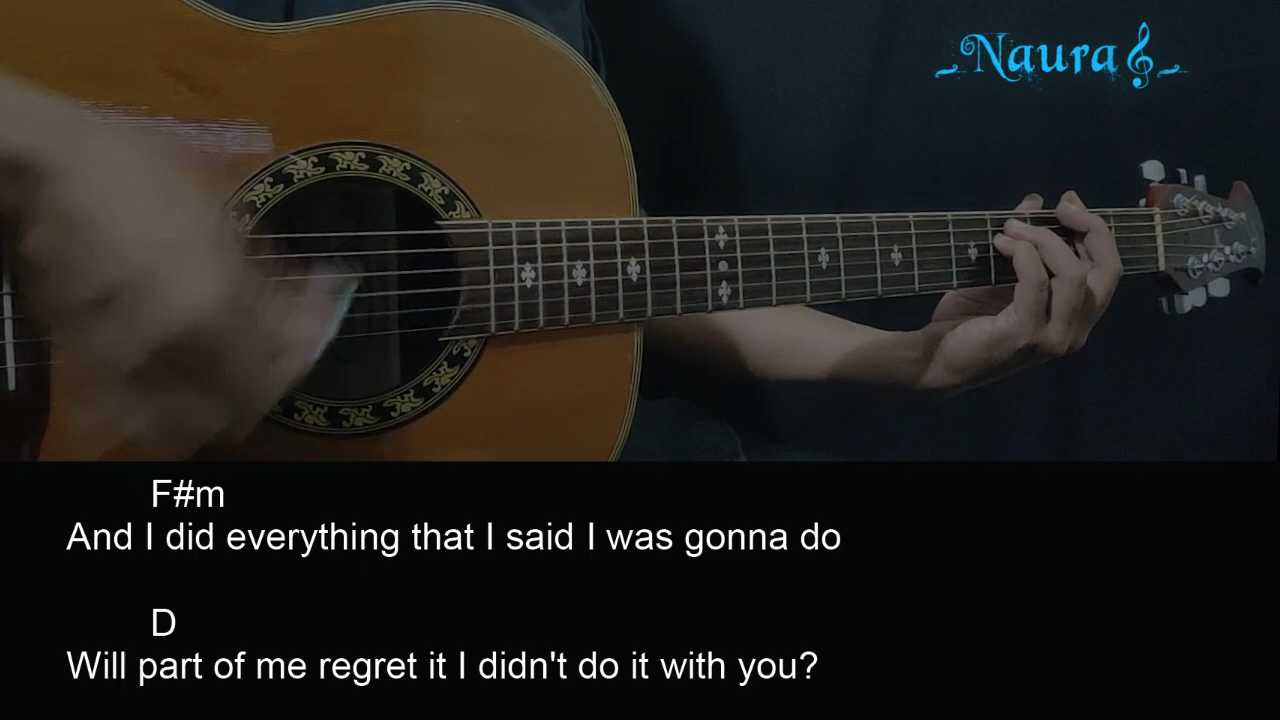 Naura
F#m
And I did everything that I said I was gonna do
D
Will part of me regret it I didn't do it with you?